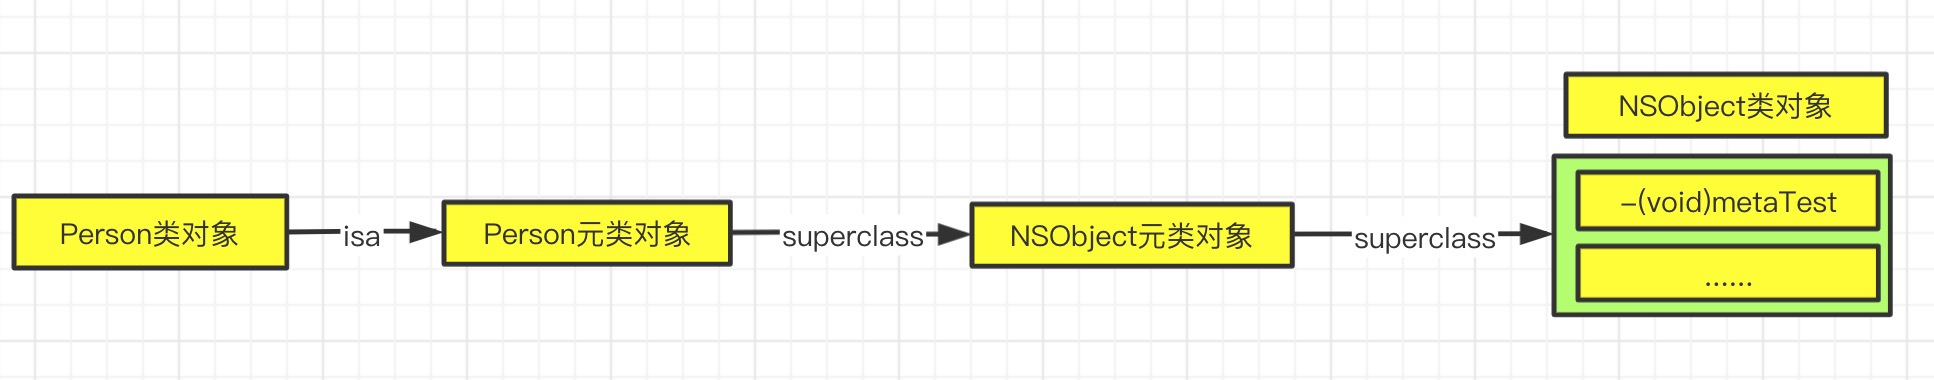 NSObject类对象
Person类对象
isa
Person元类对象
superclass
NSObject元类对象
superclass
-(void)metaTest
......